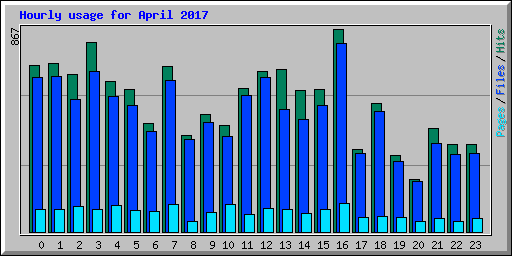 Hourly usage for April 2017
867
Pages/Files/Hits
0 1 2 3 4 5 6 7 8 9 10 11 12 13 14 15 16 17 18 19 20 21 22 23